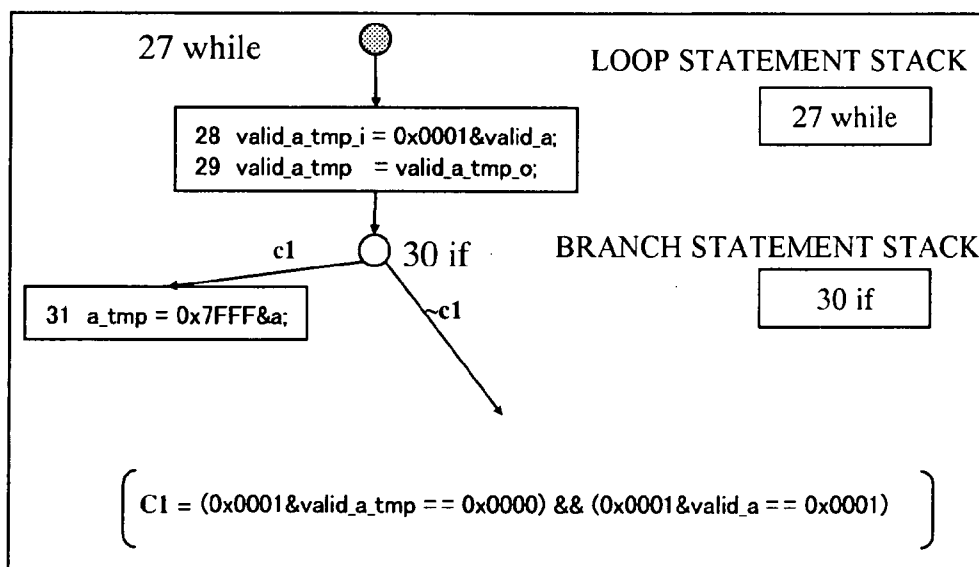 27 while
LOOP STATEMENT STACK
27 while
28 valid_a_tmp_i = 0x0001&valid_a;
29 valid_a_tmp = valid_a_tmp_o;
c1
30 if
BRANCH STATEMENT STACK
30 if
31 a_tmp = 0x7FFF&a;
~c1
C1 = (0x0001&valid_a_tmp == 0x0000) && (0x0001&valid_a == 0x0001)